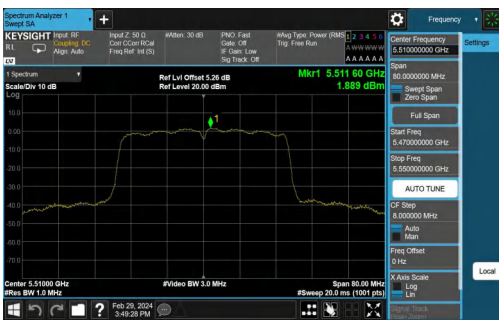 Spectrum Analyzer 1
Swept SA
Frequency
KEYSIGHT
RL
Input: RF
Coupling: DC
Align: Auto
Input Z: 50 Ω
Corr CCorr RCal
Freq Ref: Int (S)
#Atten: 30 dB
PNO: Fast
Gate: Off
IF Gain: Low
Sig Track: Off
#Avg Type: Power (RMS
Trig: Free Run
1 2 3 4 5 6
A W W W W W
A A A A A A
LV
1 Spectrum
Scale/Div 10 dB
Log
Ref Lvl Offset 5.26 dB
Ref Level 20.00 dBm
Mkr1 5.511 60 GHz
1.889 dBm
1
10.0
0.00
-10.0
-20.0
-30.0
-40.0
-50.0
-60.0
-70.0
Center 5.51000 GHz
#Res BW 1.0 MHz
#Video BW 3.0 MHz
Span 80.00 MHz
#Sweep 20.0 ms (1001 pts)
Feb 29, 2024
3:49:28 PM
Center Frequency
5.510000000 GHz
Span
80.0000000 MHz
Swept Span
Zero Span
Full Span
Start Freq
5.470000000 GHz
Stop Freq
5.550000000 GHz
AUTO TUNE
CF Step
8.000000 MHz
Auto
Man
Freq Offset
0 Hz
X Axis Scale
Log
Lin
Signal Track
Settings
Local